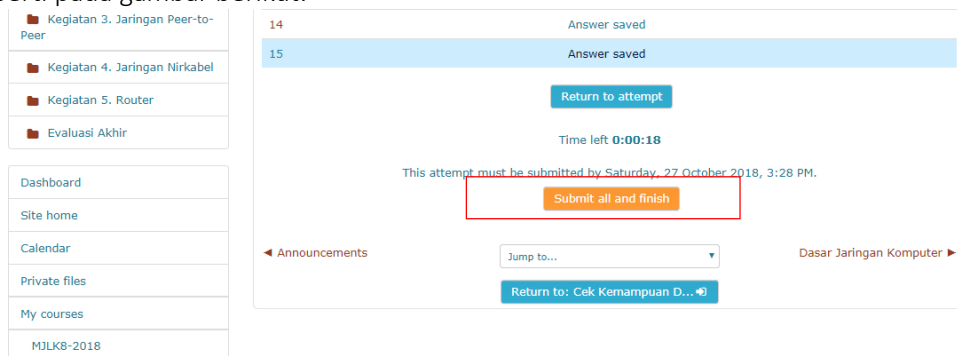 Kegiatan 3. Jaringan Peer-to-
Peer
Kegiatan 4. Jaringan Nirkabel
Kegiatan 5. Router
Evaluasi Akhir
Dashboard
Site home
Calendar
Private files
My courses
MJLK8-2018
14 Answer saved
15 Answer saved
Return to attempt
Time left 0:00:18
This attempt must be submitted by Saturday, 27 October 2018, 3:28 PM.
Submit all and finish
◄ Announcements
Jump to...
Dasar Jaringan Komputer ►
Return to: Cek Kemampuan D...